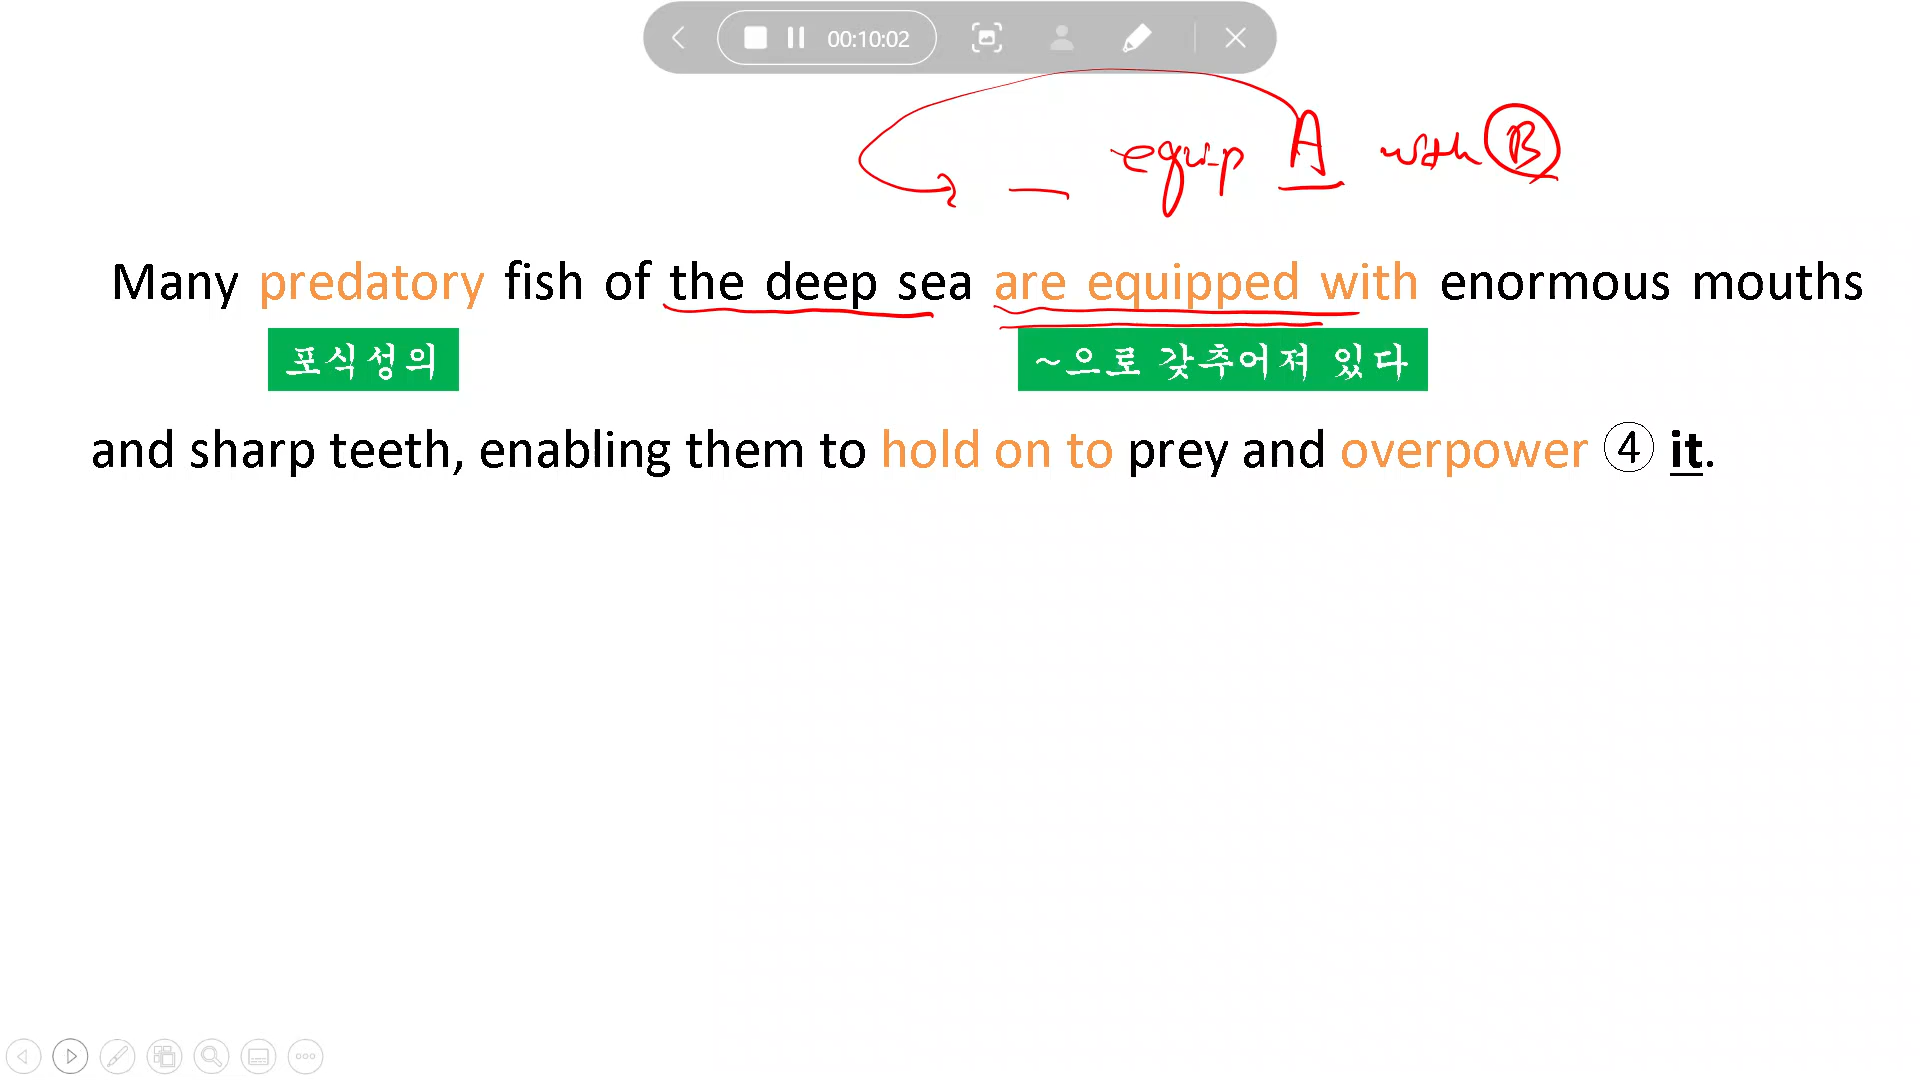 00:10:02
equip A with B
Many predatory fish of the deep sea are equipped with enormous mouths
포식성의 ~으로 갖추어져 있다
and sharp teeth, enabling them to hold on to prey and overpower ④ it.